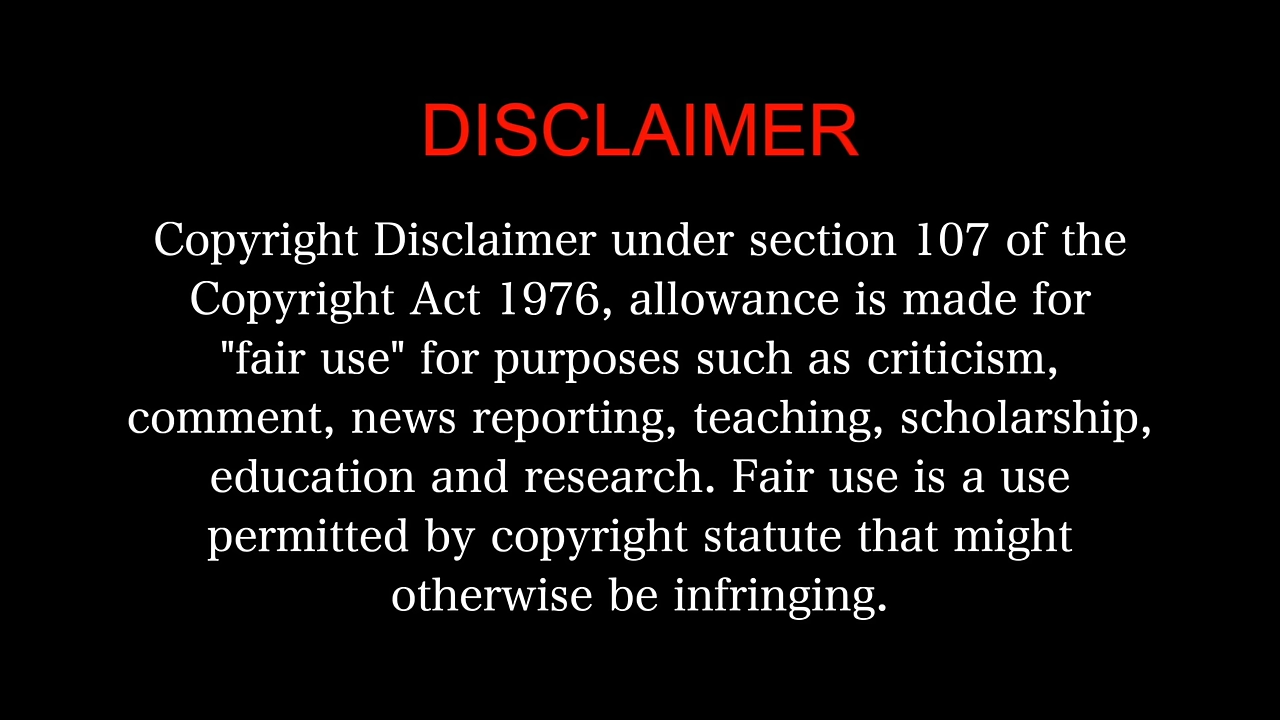 DISCLAIMER
Copyright Disclaimer under section 107 of the
Copyright Act 1976, allowance is made for
"fair use" for purposes such as criticism,
comment, news reporting, teaching, scholarship,
education and research. Fair use is a use
permitted by copyright statute that might
otherwise be infringing.